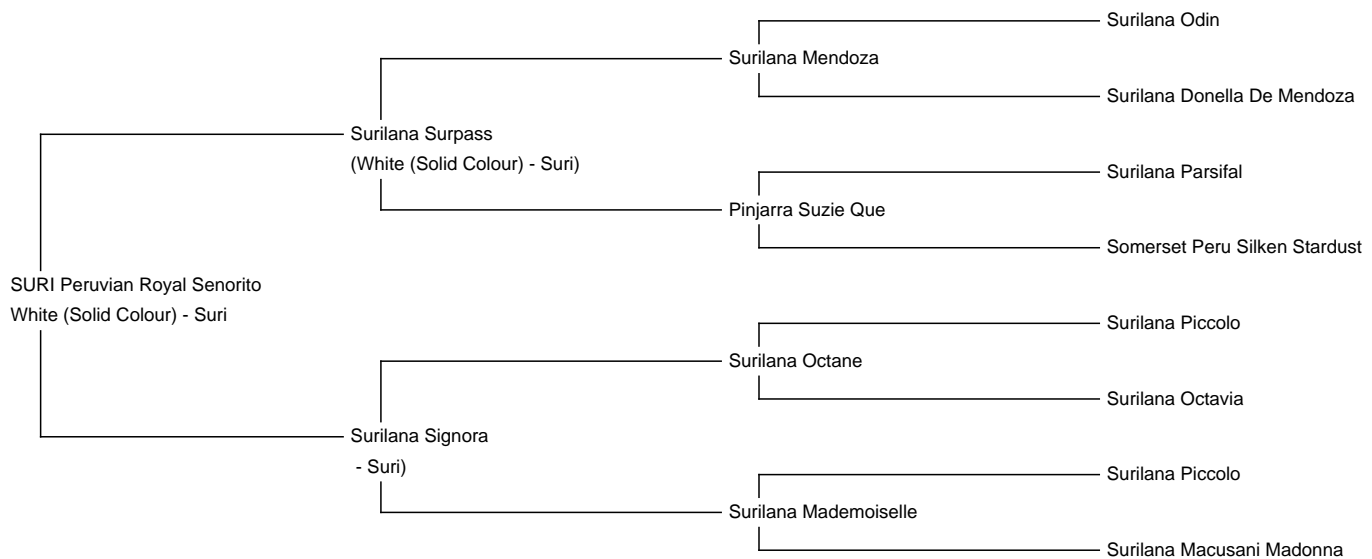 Surilana Odin
Surilana Mendoza
Surilana Donella De Mendoza
Surilana Surpass
(White (Solid Colour) - Suri)
Surilana Parsifal
Pinjarra Suzie Que
Somerset Peru Silken Stardust
SURI Peruvian Royal Senorito
White (Solid Colour) - Suri
Surilana Piccolo
Surilana Octane
Surilana Octavia
Surilana Signora
- Suri)
Surilana Piccolo
Surilana Mademoiselle
Surilana Macusani Madonna